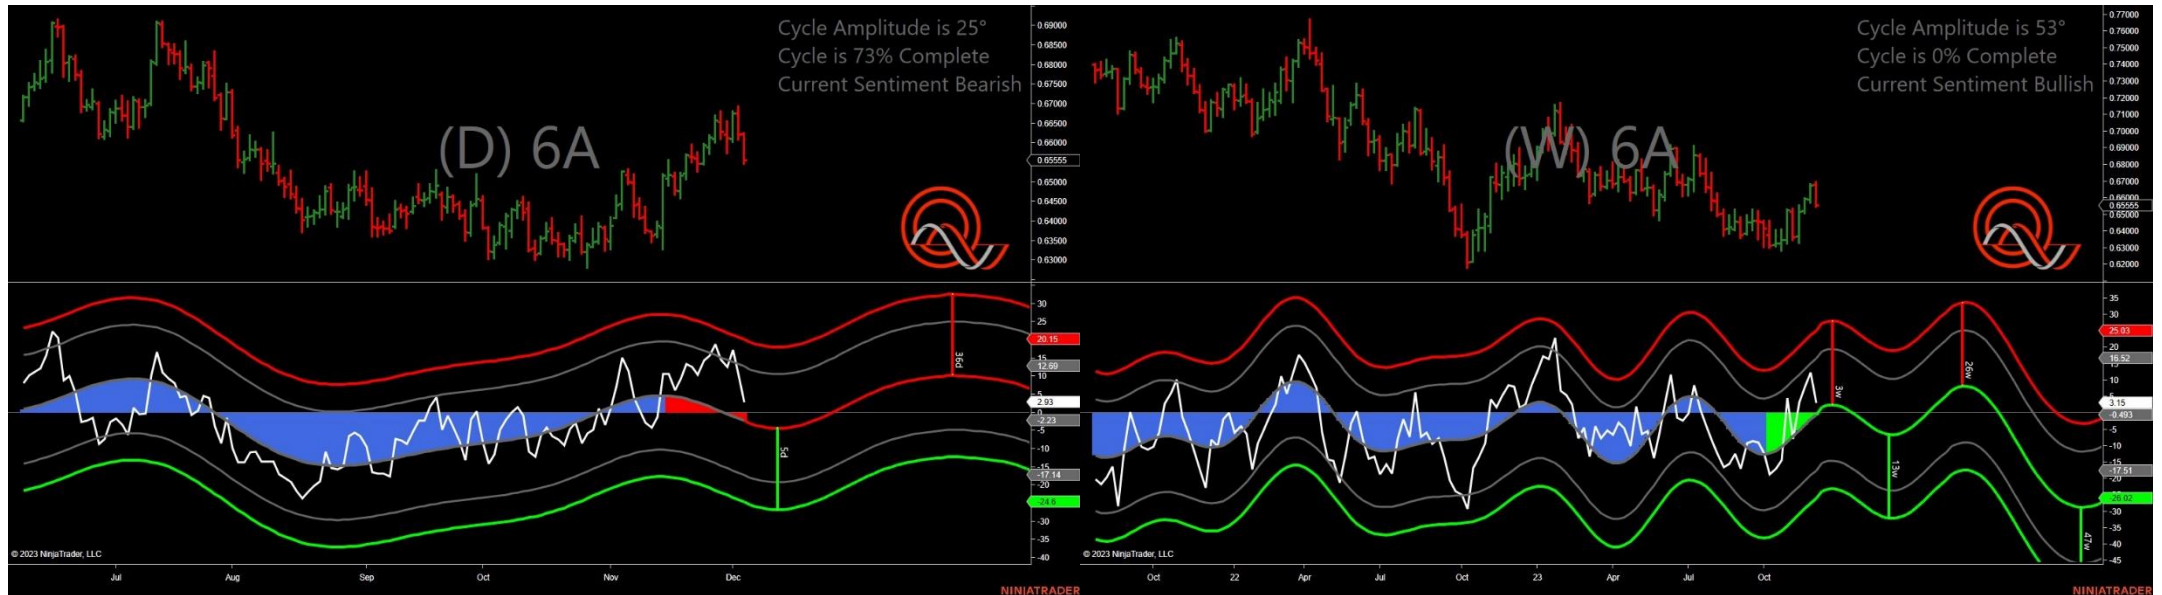 Cycle Amplitude is 25°
Cycle is 73% Complete
Current Sentiment Bearish
(D) 6A
0.69000
0.68500
0.68000
0.67500
0.67000
0.66500
0.66000
0.65555
0.65000
0.64500
0.64000
0.63500
0.63000
30
25
20.15
15
12.69
10
5
2.93
0
-2.23
-5
-10
-15
-17.14
-20
-24.6
-30
-35
-40
36d
5d
© 2023 NinjaTrader, LLC
Jul
Aug
Sep
Oct
Nov
Dec
NINJATRADER
Cycle Amplitude is 53°
Cycle is 0% Complete
Current Sentiment Bullish
(W) 6A
0.77000
0.76000
0.75000
0.74000
0.73000
0.72000
0.71000
0.70000
0.69000
0.68000
0.67000
0.65555
0.65000
0.64000
0.63000
0.62000
35
30
25.03
20
16.52
10
5
3.15
-0.493
-5
-10
-15
-17.51
-20
-26.02
-30
-35
-40
-45
3w
26w
13w
47w
© 2023 NinjaTrader, LLC
Oct
22
Apr
Jul
Oct
23
Apr
Jul
Oct
NINJATRADER